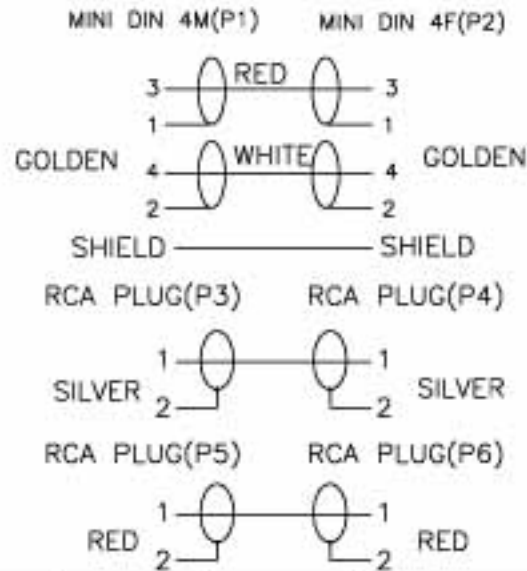 MINI DIN 4M(P1) MINI DIN 4F(P2)
RED
3 3
1 1
GOLDEN WHITE GOLDEN
4 4
2 2
SHIELD SHIELD
RCA PLUG(P3) RCA PLUG(P4)
1 1
SILVER SILVER
2 2
RCA PLUG(P5) RCA PLUG(P6)
1 1
RED RED
2 2